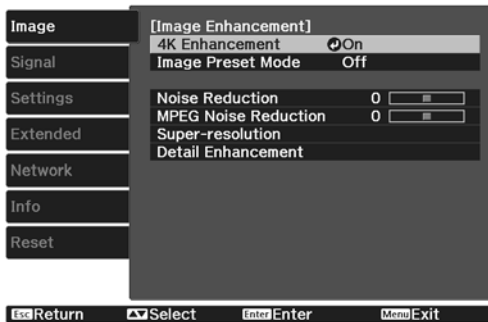 Image
Signal
Settings
Extended
Network
Info
Reset
[Image Enhancement]
4K Enhancement On
Image Preset Mode Off
Noise Reduction 0
MPEG Noise Reduction 0
Super-resolution
Detail Enhancement
Esc Return Select Enter Enter Menu Exit